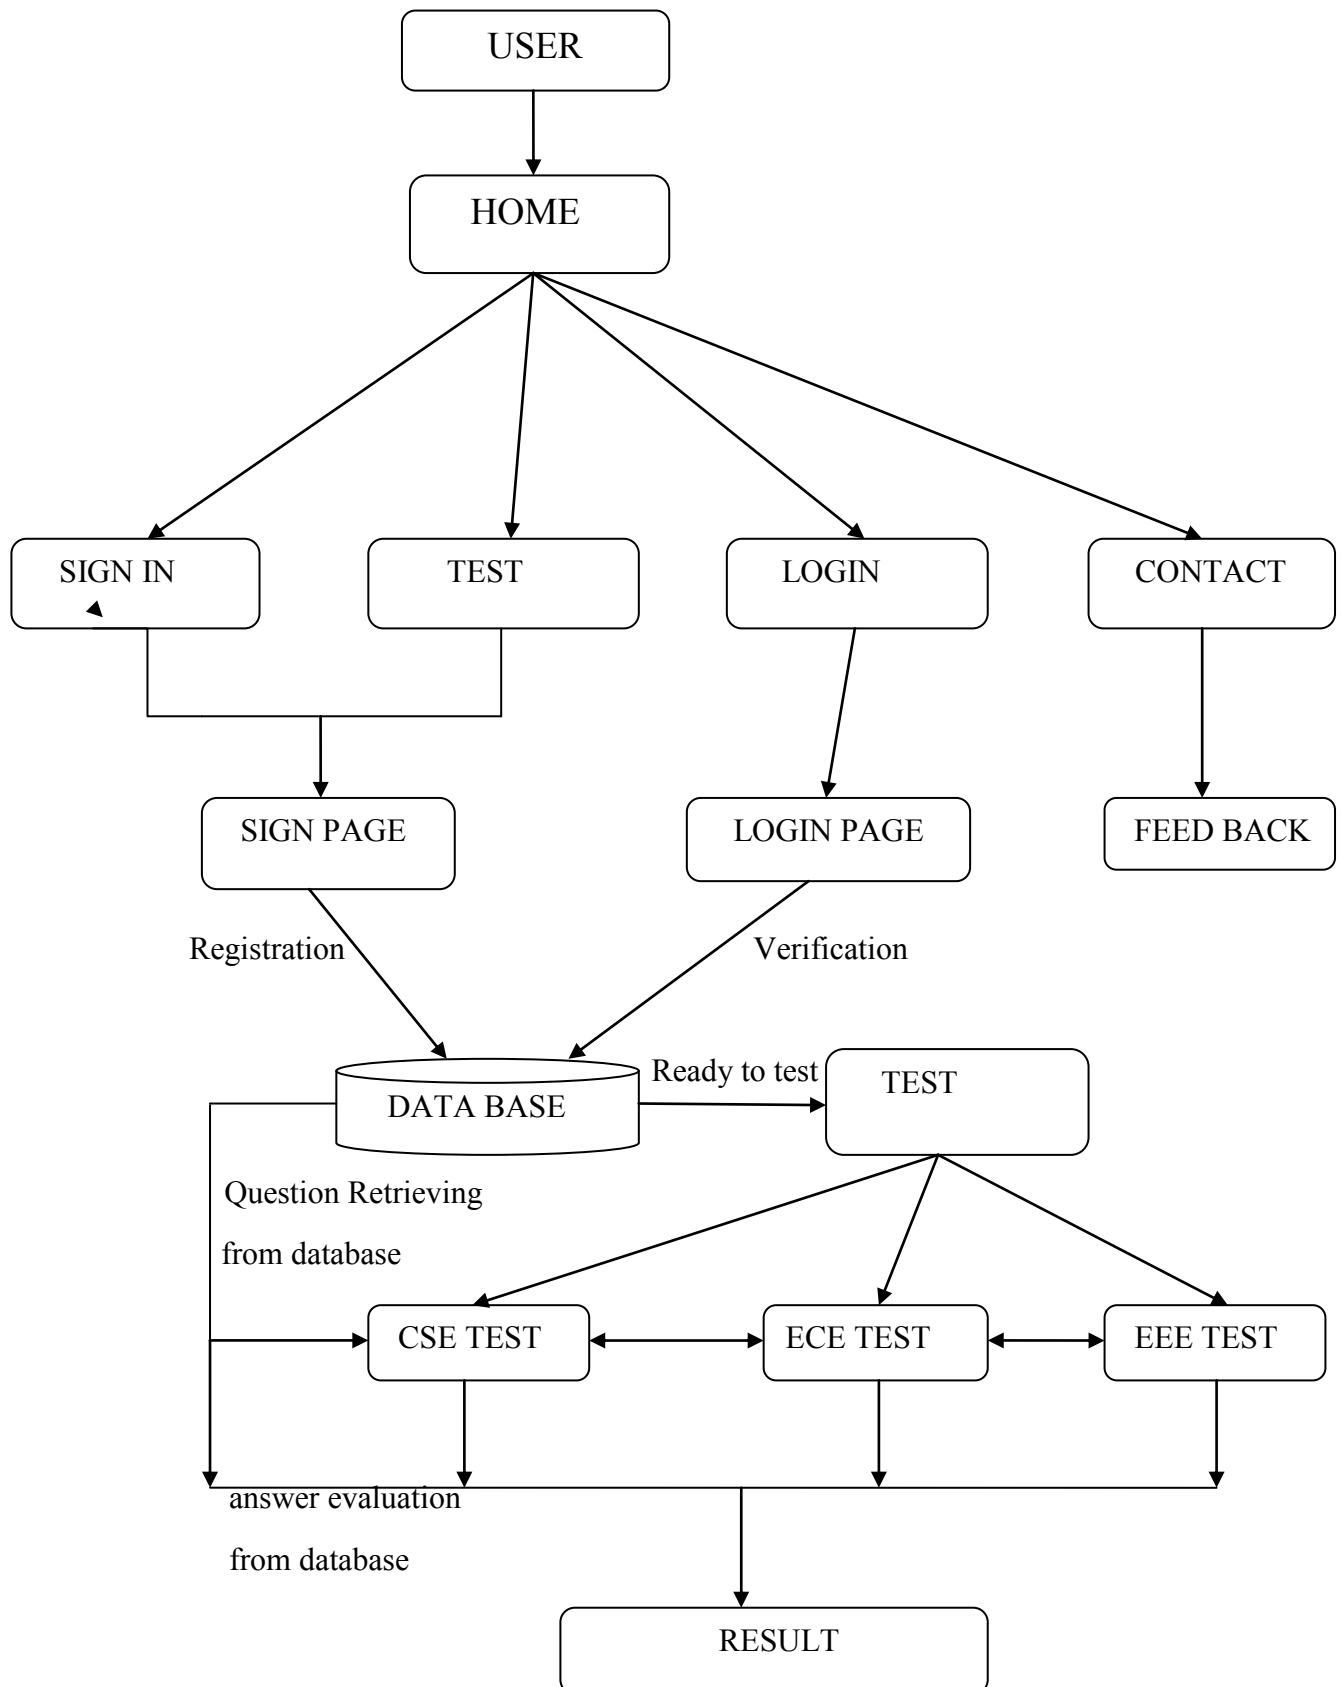 USER
HOME
SIGN IN
TEST
LOGIN
CONTACT
SIGN PAGE
LOGIN PAGE
FEED BACK
Registration
Verification
DATA BASE
Ready to test
TEST
Question Retrieving
from database
CSE TEST
ECE TEST
EEE TEST
answer evaluation
from database
RESULT